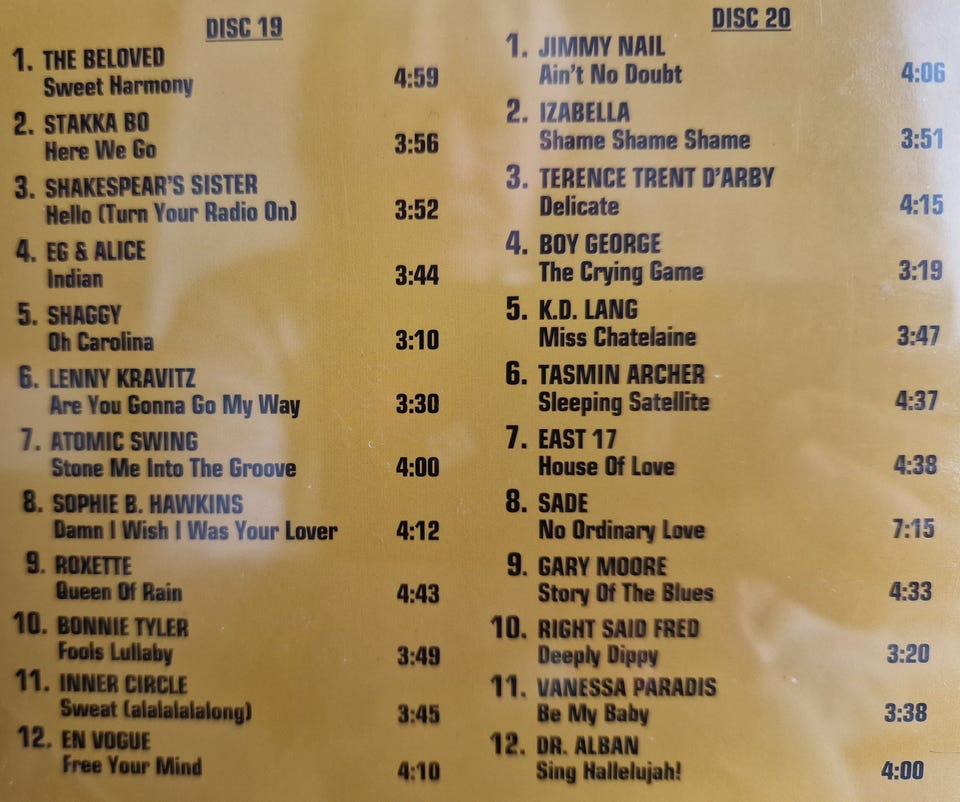 DISC 19
1. THE BELOVED
Sweet Harmony 4:59
2. STAKKA BO
Here We Go 3:56
3. SHAKESPEAR'S SISTER
Hello (Turn Your Radio On) 3:52
4. EG & ALICE
Indian 3:44
5. SHAGGY
Oh Carolina 3:10
6. LENNY KRAVITZ
Are You Gonna Go My Way 3:30
7. ATOMIC SWING
Stone Me Into The Groove 4:00
8. SOPHIE B. HAWKINS
Damn I Wish I Was Your Lover 4:12
9. ROXETTE
Queen Of Rain 4:43
10. BONNIE TYLER
Fools Lullaby 3:49
11. INNER CIRCLE
Sweat (alalalalalong) 3:45
12. EN VOGUE
Free Your Mind 4:10
DISC 20
1. JIMMY NAIL
Ain't No Doubt 4:06
2. IZABELLA
Shame Shame Shame 3:51
3. TERENCE TRENT D'ARBY
Delicate 4:15
4. BOY GEORGE
The Crying Game 3:19
5. K.D. LANG
Miss Chatelaine 3:47
6. TASMIN ARCHER
Sleeping Satellite 4:37
7. EAST 17
House Of Love 4:38
8. SADE
No Ordinary Love 7:15
9. GARY MOORE
Story Of The Blues 4:33
10. RIGHT SAID FRED
Deeply Dippy 3:20
11. VANESSA PARADIS
Be My Baby 3:38
12. DR. ALBAN
Sing Hallelujah! 4:00